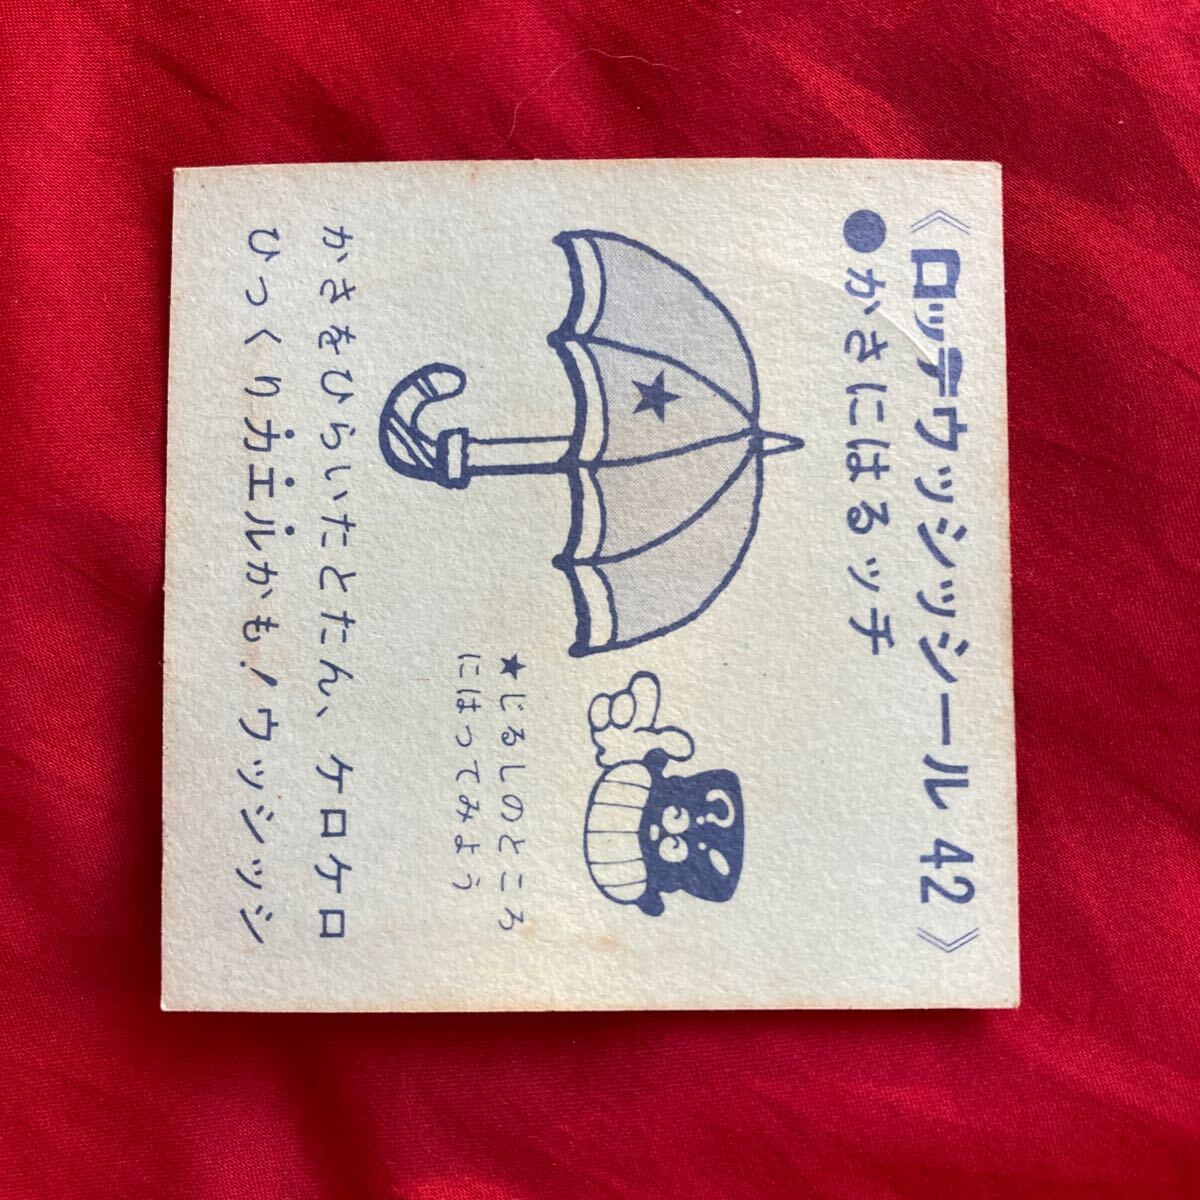 《ロッテウッシッシール 42》
●かさにはるッチ
★じるしのところ
にはってみよう
かさをひらいたとたん、ケロケロ
ひっくりカエルかも!ウッシッシ